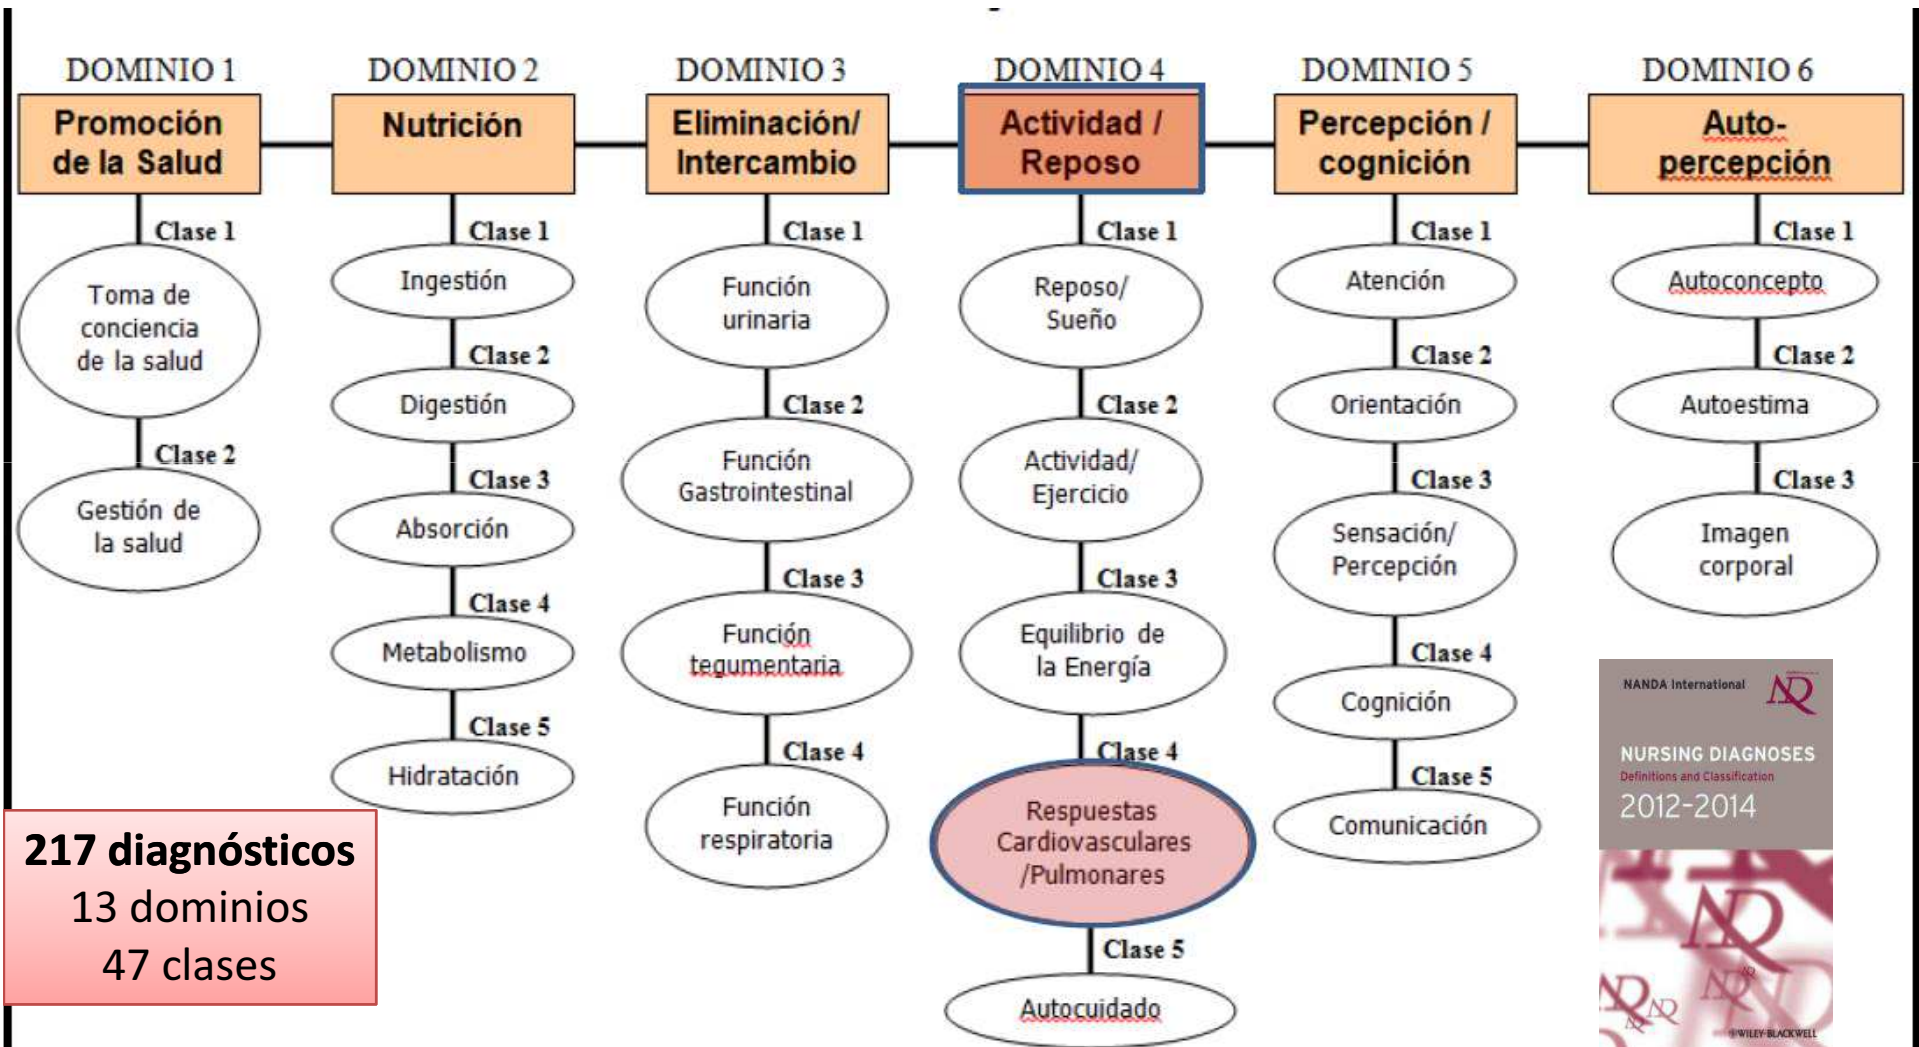 DOMINIO 1
Promoción
de la Salud
Clase 1
Toma de
conciencia
de la salud
Clase 2
Gestión de
la salud
DOMINIO 2
Nutrición
Clase 1
Ingestión
Clase 2
Digestión
Clase 3
Absorción
Clase 4
Metabolismo
Clase 5
Hidratación
DOMINIO 3
Eliminación/
Intercambio
Clase 1
Función
urinaria
Clase 2
Función
Gastrointestinal
Clase 3
Función
tegumentaria
Clase 4
Función
respiratoria
DOMINIO 4
Actividad /
Reposo
Clase 1
Reposo/
Sueño
Clase 2
Actividad/
Ejercicio
Clase 3
Equilibrio de
la Energía
Clase 4
Respuestas
Cardiovasculares
/Pulmonares
Clase 5
Autocuidado
DOMINIO 5
Percepción /
cognición
Clase 1
Atención
Clase 2
Orientación
Clase 3
Sensación/
Percepción
Clase 4
Cognición
Clase 5
Comunicación
DOMINIO 6
Auto-
percepción
Clase 1
Autoconcepto
Clase 2
Autoestima
Clase 3
Imagen
corporal
217 diagnósticos
13 dominios
47 clases
NANDA International
NURSING DIAGNOSES
Definitions and Classification
2012-2014
WILEY-BLACKWELL